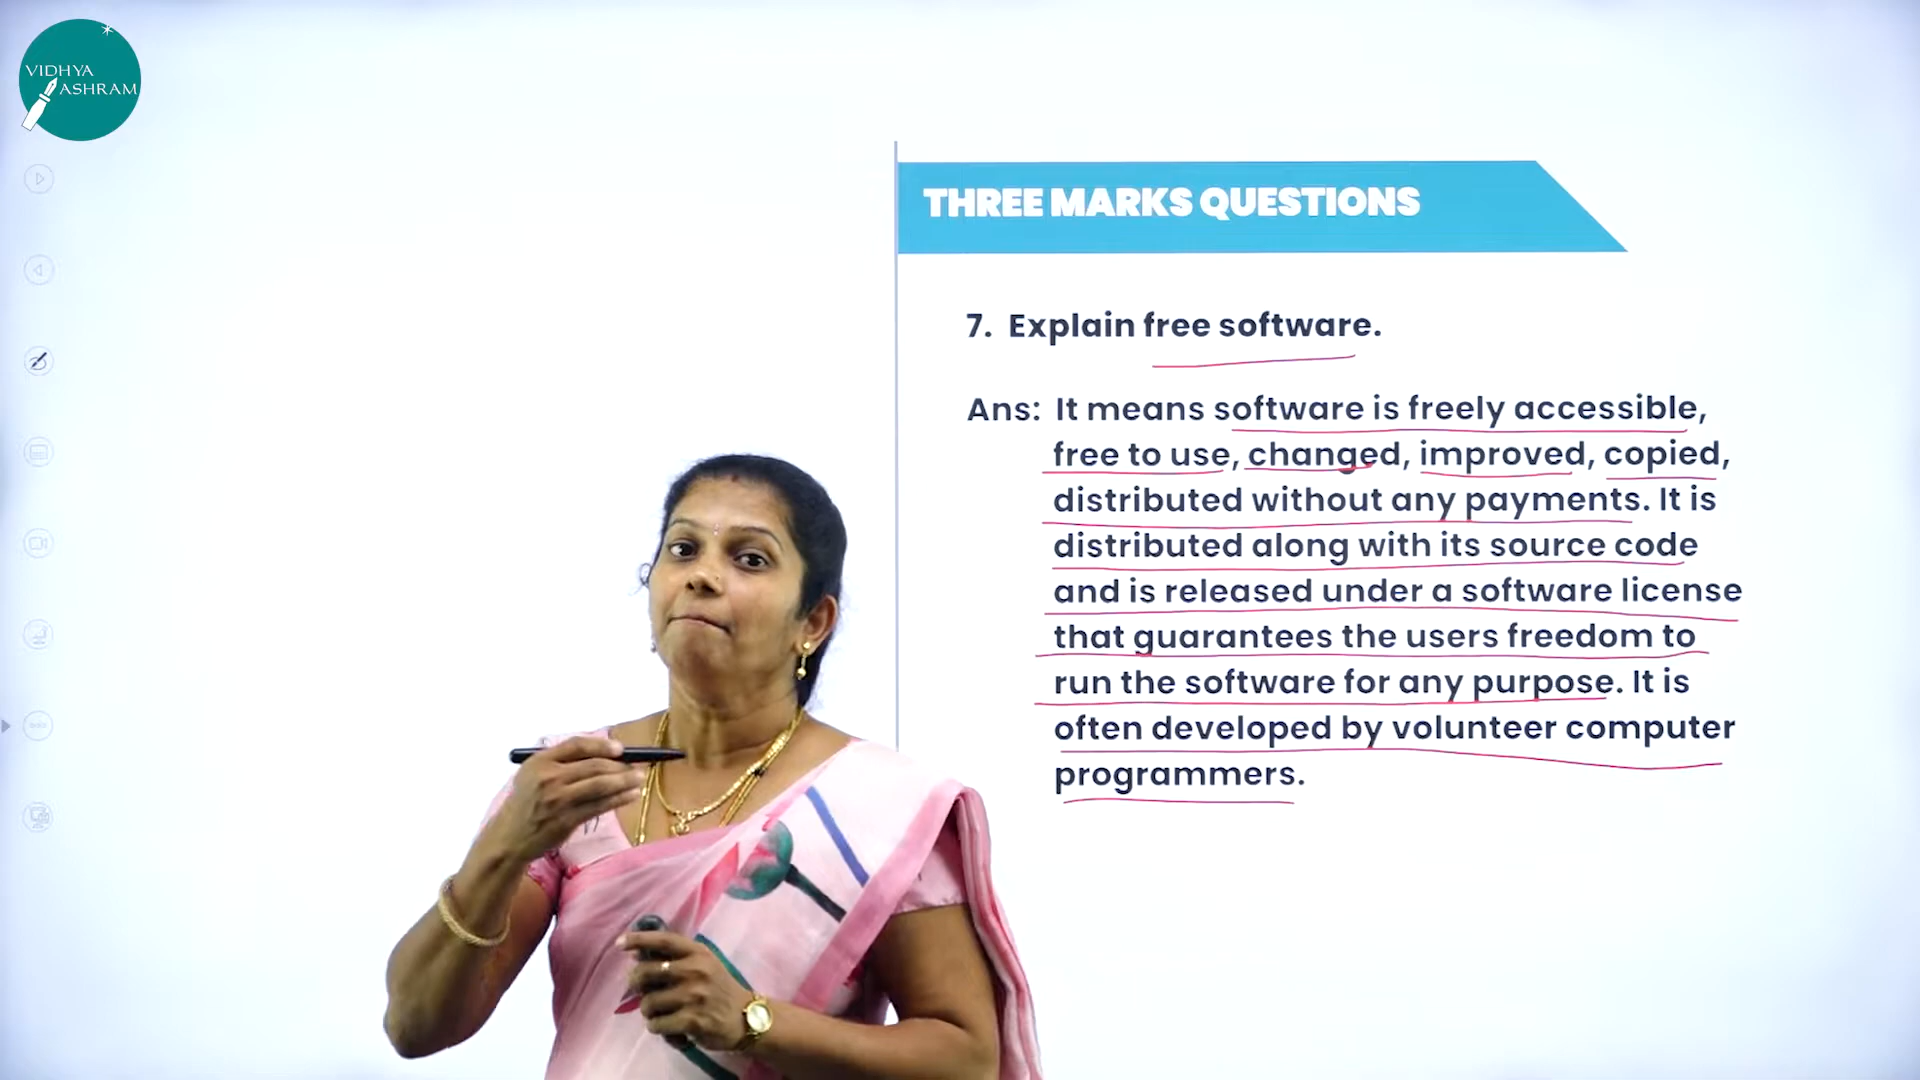 VIDHYA
ASHRAM
THREE MARKS QUESTIONS
7. Explain free software.
Ans: It means software is freely accessible,
free to use, changed, improved, copied,
distributed without any payments. It is
distributed along with its source code
and is released under a software license
that guarantees the users freedom to
run the software for any purpose. It is
often developed by volunteer computer
programmers.